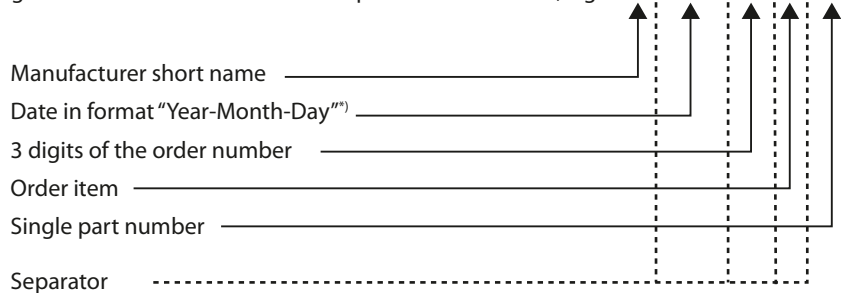 Manufacturer short name
Date in format “Year-Month-Day”*)
3 digits of the order number
Order item
Single part number
Separator